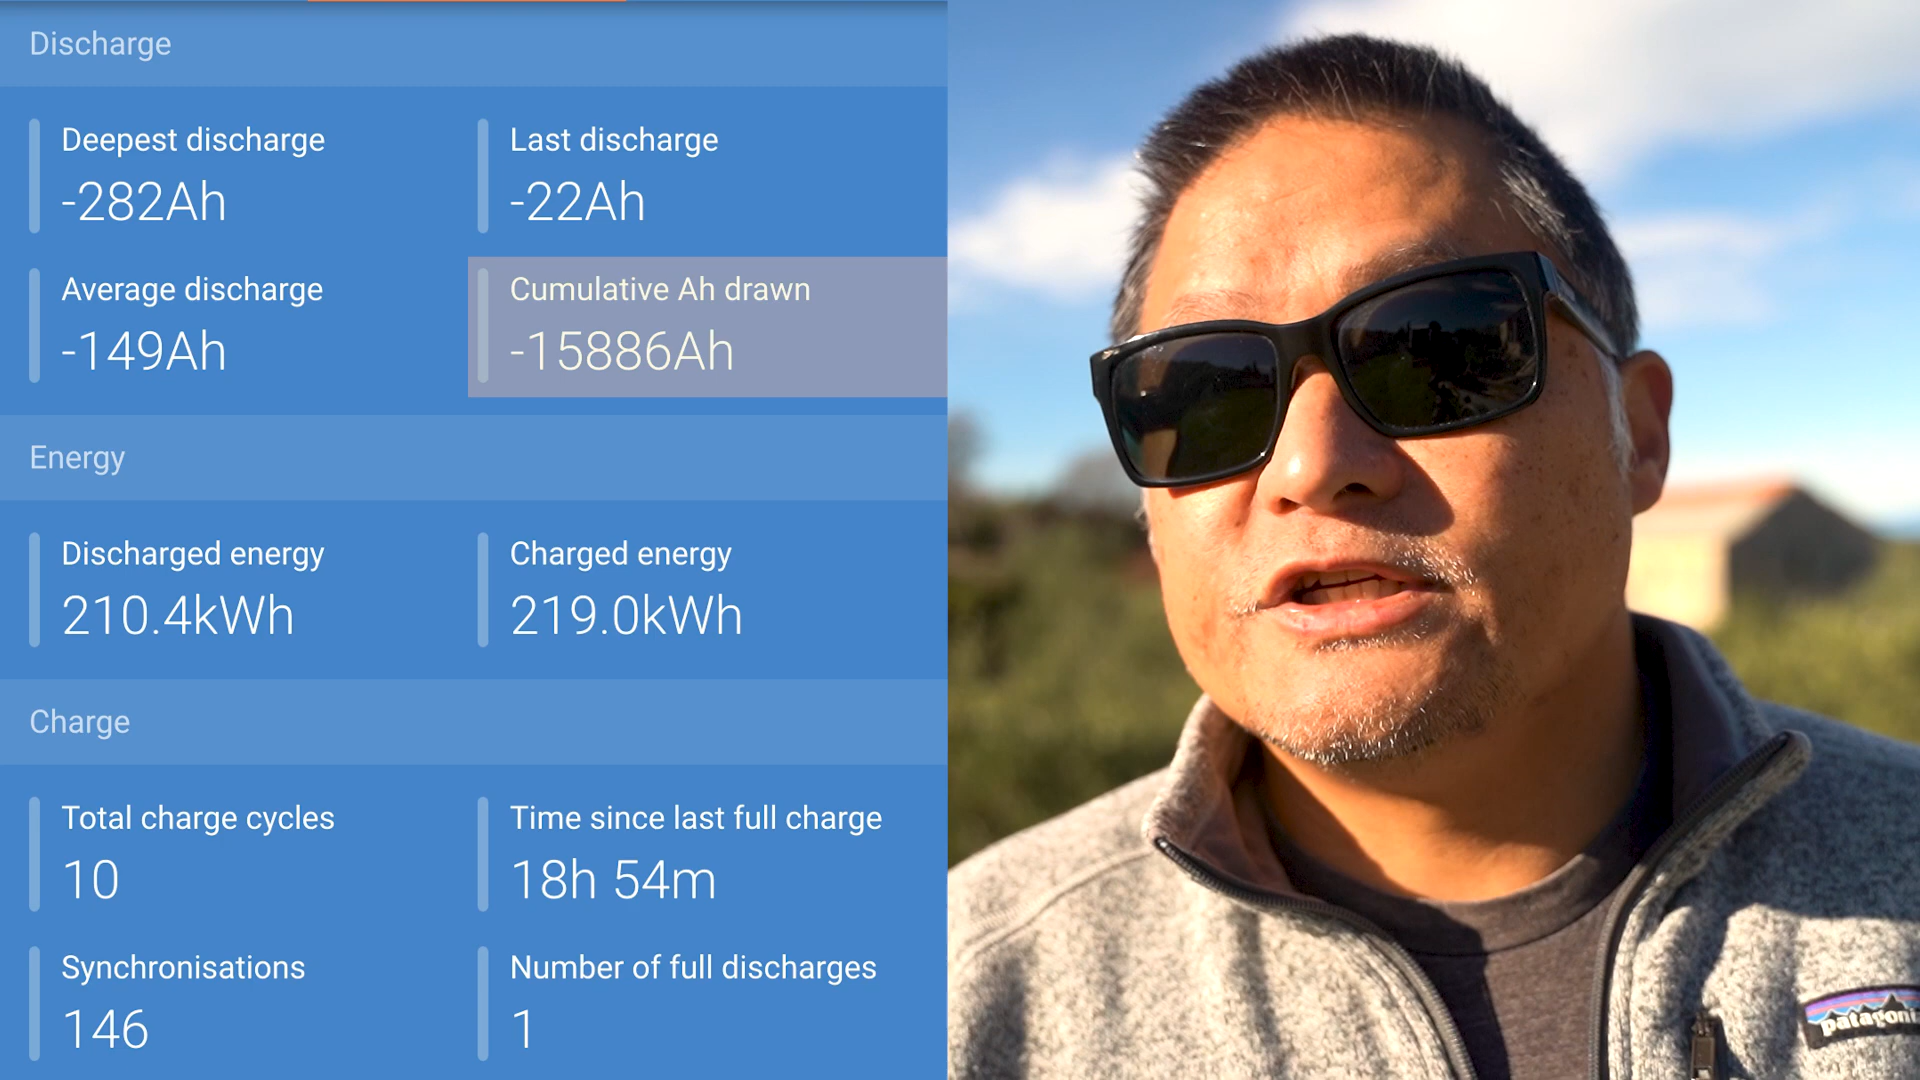 Discharge
Deepest discharge
-282Ah
Last discharge
-22Ah
Average discharge
-149Ah
Cumulative Ah drawn
-15886Ah
Energy
Discharged energy
210.4kWh
Charged energy
219.0kWh
Charge
Total charge cycles
10
Time since last full charge
18h 54m
Synchronisations
146
Number of full discharges
1
patagoni